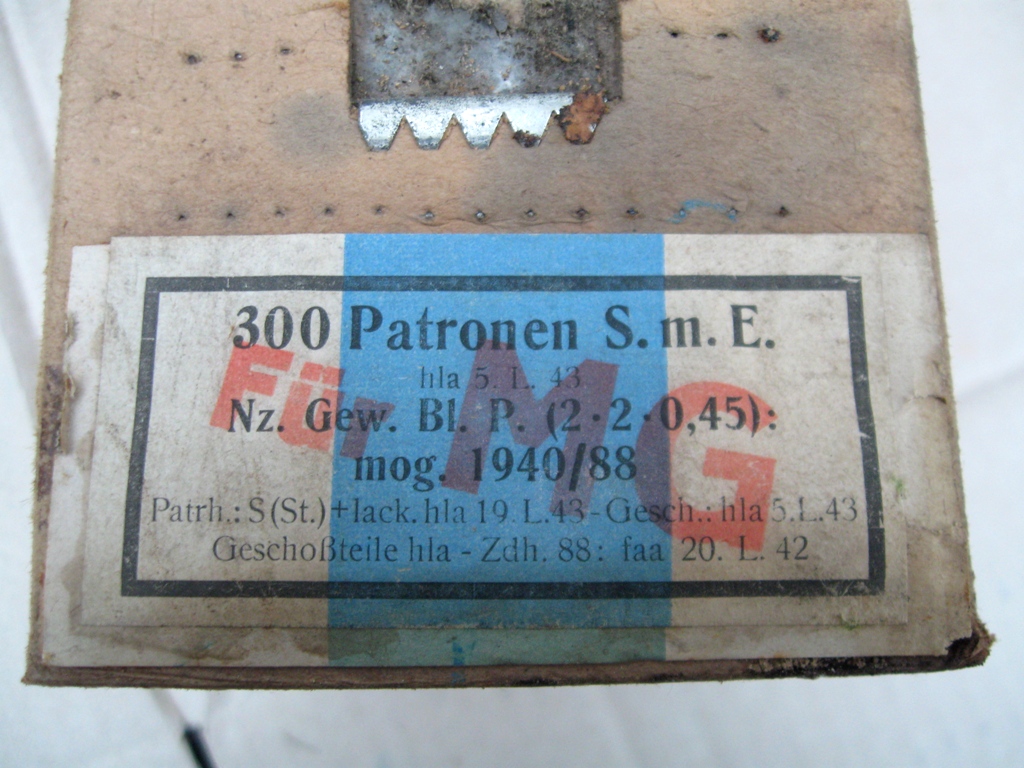 300 Patronen S. m. E.
hla 5. L. 43
Nz. Gew. Bl. P. (2·2·0,45):
mog. 1940/88
Patrh.: S (St.)+lack. hla 19. L. 43 - Gesch.: hla 5. L. 43
Geschoßteile hla - Zdh. 88: faa 20. L. 42
Für MG